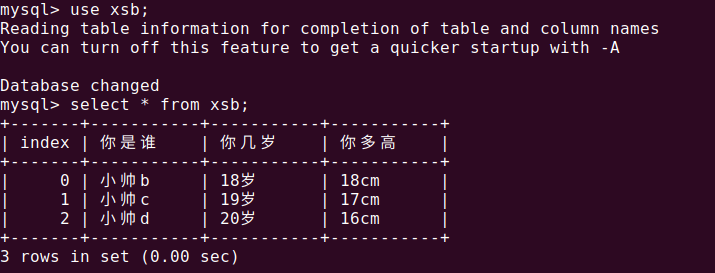 mysql> use xsb;
Reading table information for completion of table and column names
You can turn off this feature to get a quicker startup with -A

Database changed
mysql> select * from xsb;
+-------+-----------+-----------+-----------+
| index | 你是谁    | 你几岁    | 你多高    |
+-------+-----------+-----------+-----------+
|     0 | 小帅b     | 18岁      | 18cm      |
|     1 | 小帅c     | 19岁      | 17cm      |
|     2 | 小帅d     | 20岁      | 16cm      |
+-------+-----------+-----------+-----------+
3 rows in set (0.00 sec)